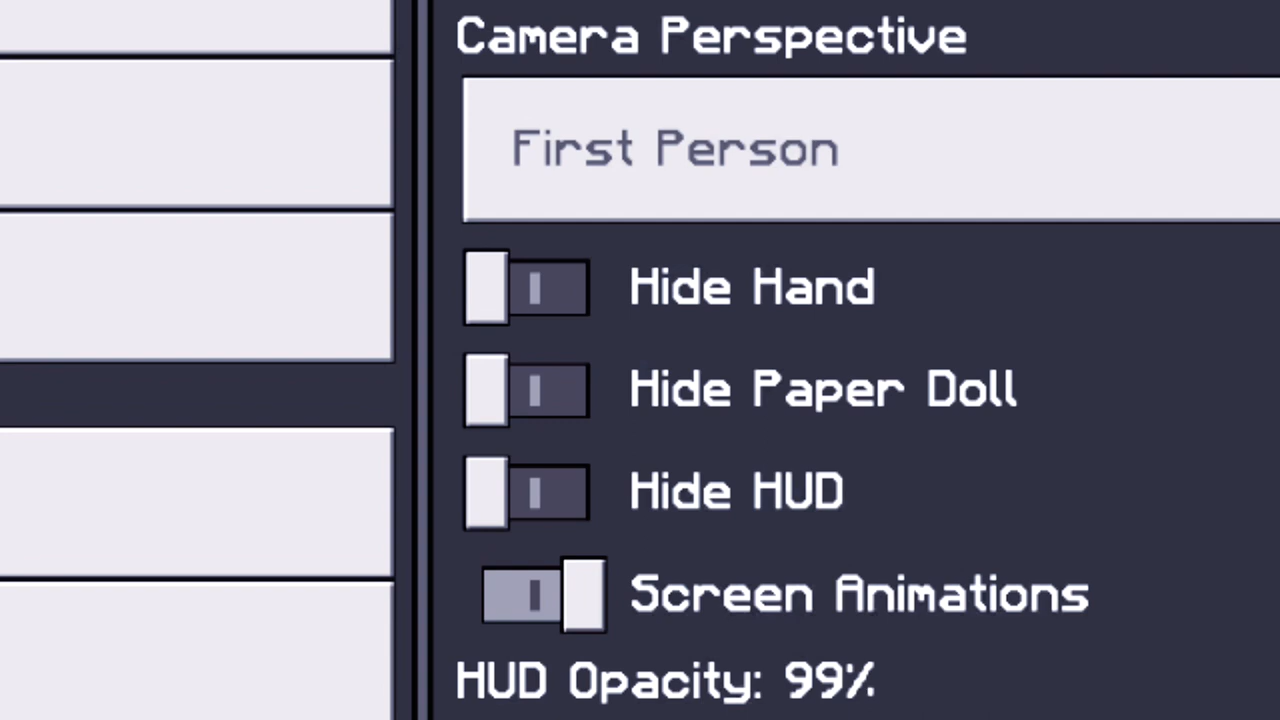 Camera Perspective
First Person
Hide Hand
Hide Paper Doll
Hide HUD
Screen Animations
HUD Opacity: 99%